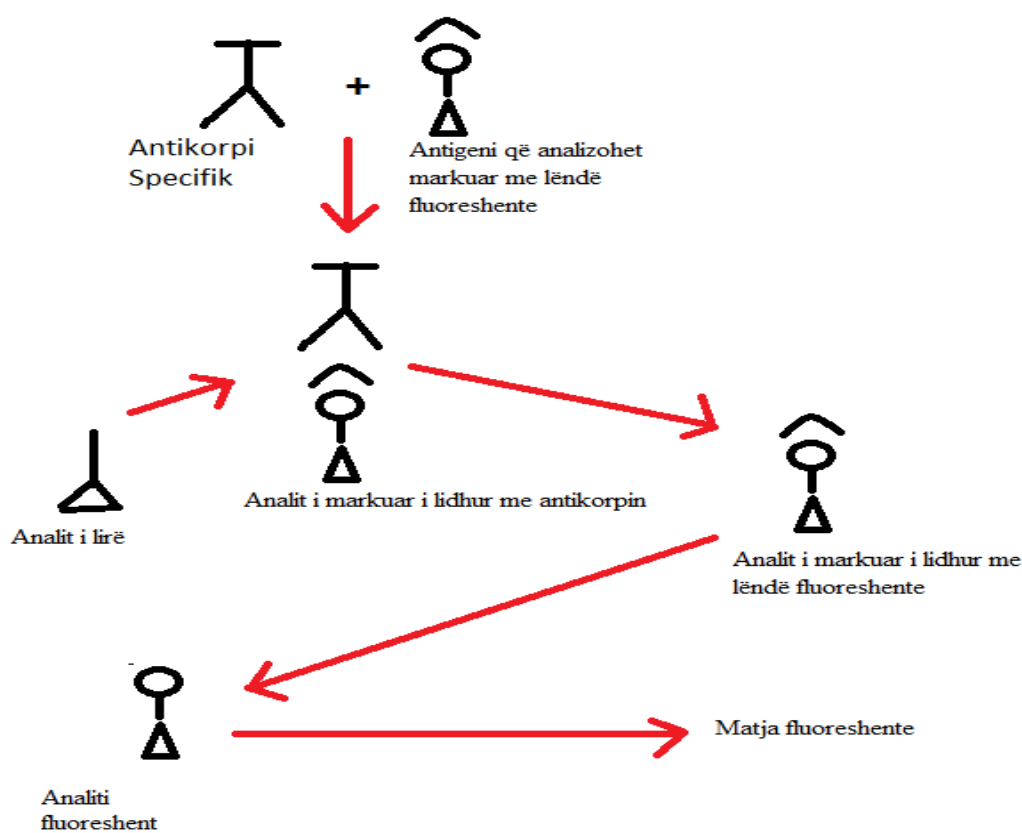 +
Antikorpi
Specifik
Antigeni që analizohet
markuar me lëndë
fluoreshente
Analit i markuar i lidhur me antikorpin
Analit i lirë
Analit i markuar i lidhur me
lëndë fluoreshente
Matja fluoreshente
Analiti
fluoreshent